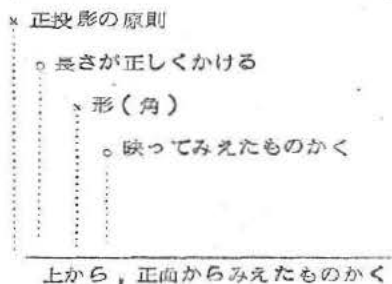 × 正投影の原則
○ 長さが正しくかける
× 形(角)
○ 映ってみえたものかく
上から,正面からみえたものかく